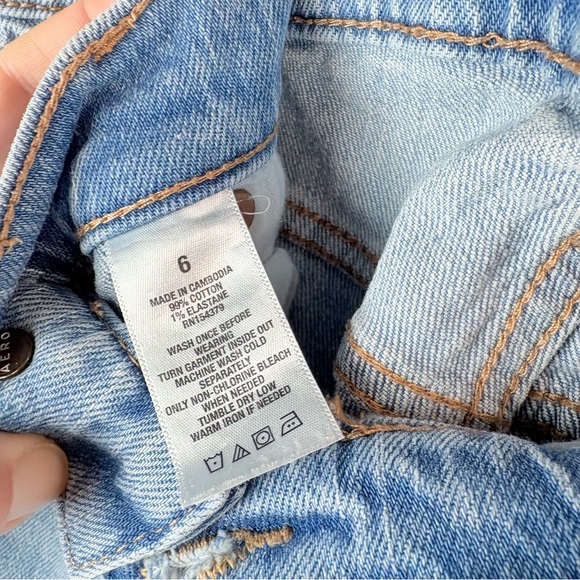 6
MADE IN CAMBODIA
99% COTTON
1% ELASTANE
RN154379
WASH ONCE BEFORE
WEARING
TURN GARMENT INSIDE OUT
MACHINE WASH COLD
SEPARATELY
ONLY NON-CHLORINE BLEACH
WHEN NEEDED
TUMBLE DRY LOW
WARM IRON IF NEEDED
AERO